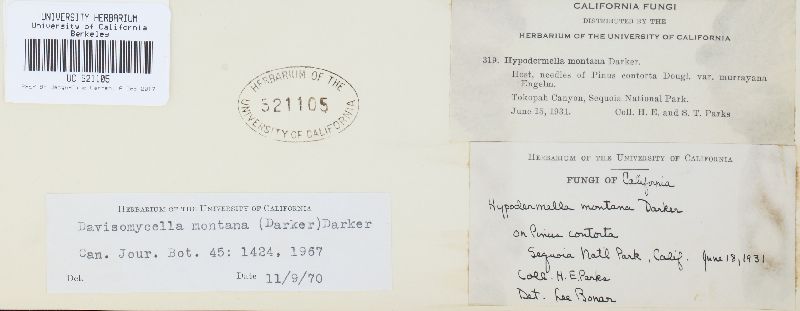 UNIVERSITY HERBARIUM
University of California
Berkeley
UC 521105
HERBARIUM OF THE
521105
UNIVERSITY OF CALIFORNIA
HERBARIUM OF THE UNIVERSITY OF CALIFORNIA
Davisomycella montana (Darker)Darker
Can. Jour. Bot. 45: 1424, 1967
Det. Date 11/9/70
CALIFORNIA FUNGI
DISTRIBUTED BY THE
HERBARIUM OF THE UNIVERSITY OF CALIFORNIA
319. Hypodermella montana Darker.
Host, needles of Pinus contorta Dougl. var. murrayana
Engelm.
Tokopah Canyon, Sequoia National Park.
June 15, 1931. Coll. H. E. and S. T. Parks
HERBARIUM OF THE UNIVERSITY OF CALIFORNIA
FUNGI OF California
Hypodermella montana Darker
on Pinus contorta
Sequoia Natl Park, Calif. June 18, 1931
Coll. H. E. Parks
Det. Lee Bonar